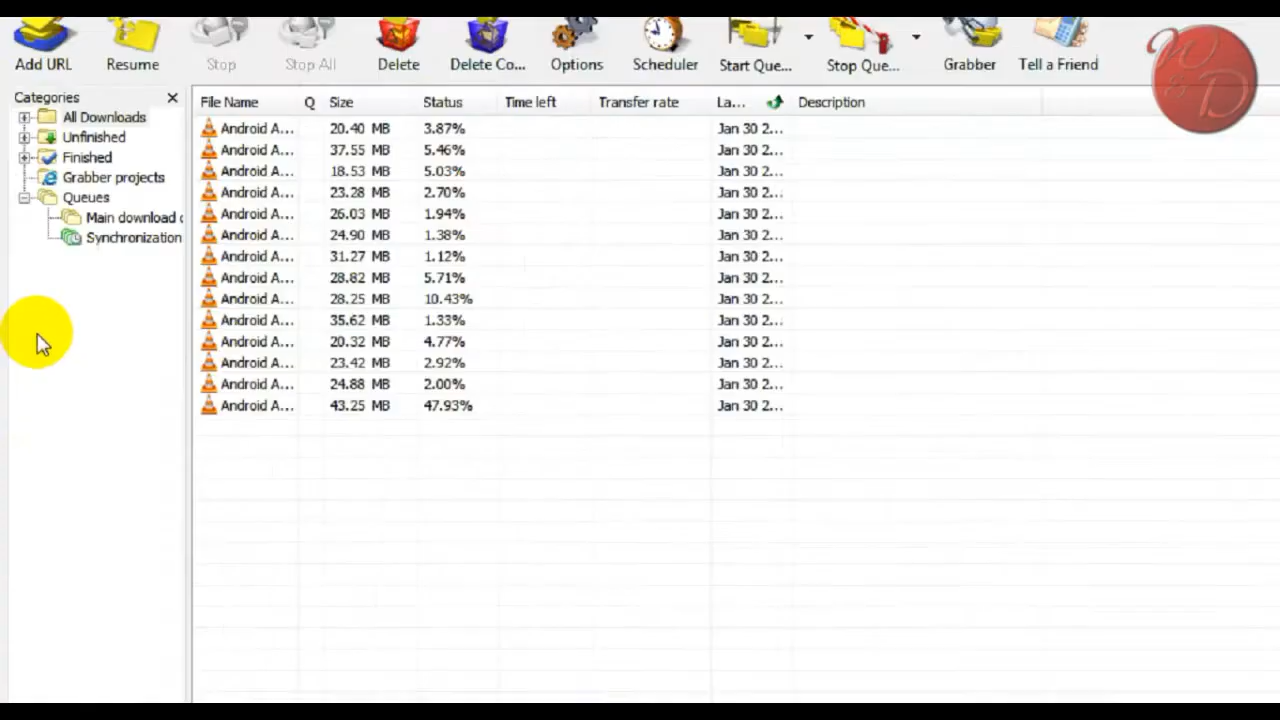 Add URL Resume Stop Stop All Delete Delete Co... Options Scheduler Start Que... Stop Que... Grabber Tell a Friend
W & D
Categories
All Downloads
Unfinished
Finished
Grabber projects
Queues
Main download
Synchronization
File Name Q Size Status Time left Transfer rate La... Description
Android A... 20.40 MB 3.87% Jan 30 2...
Android A... 37.55 MB 5.46% Jan 30 2...
Android A... 18.53 MB 5.03% Jan 30 2...
Android A... 23.28 MB 2.70% Jan 30 2...
Android A... 26.03 MB 1.94% Jan 30 2...
Android A... 24.90 MB 1.38% Jan 30 2...
Android A... 31.27 MB 1.12% Jan 30 2...
Android A... 28.82 MB 5.71% Jan 30 2...
Android A... 28.25 MB 10.43% Jan 30 2...
Android A... 35.62 MB 1.33% Jan 30 2...
Android A... 20.32 MB 4.77% Jan 30 2...
Android A... 23.42 MB 2.92% Jan 30 2...
Android A... 24.88 MB 2.00% Jan 30 2...
Android A... 43.25 MB 47.93% Jan 30 2...